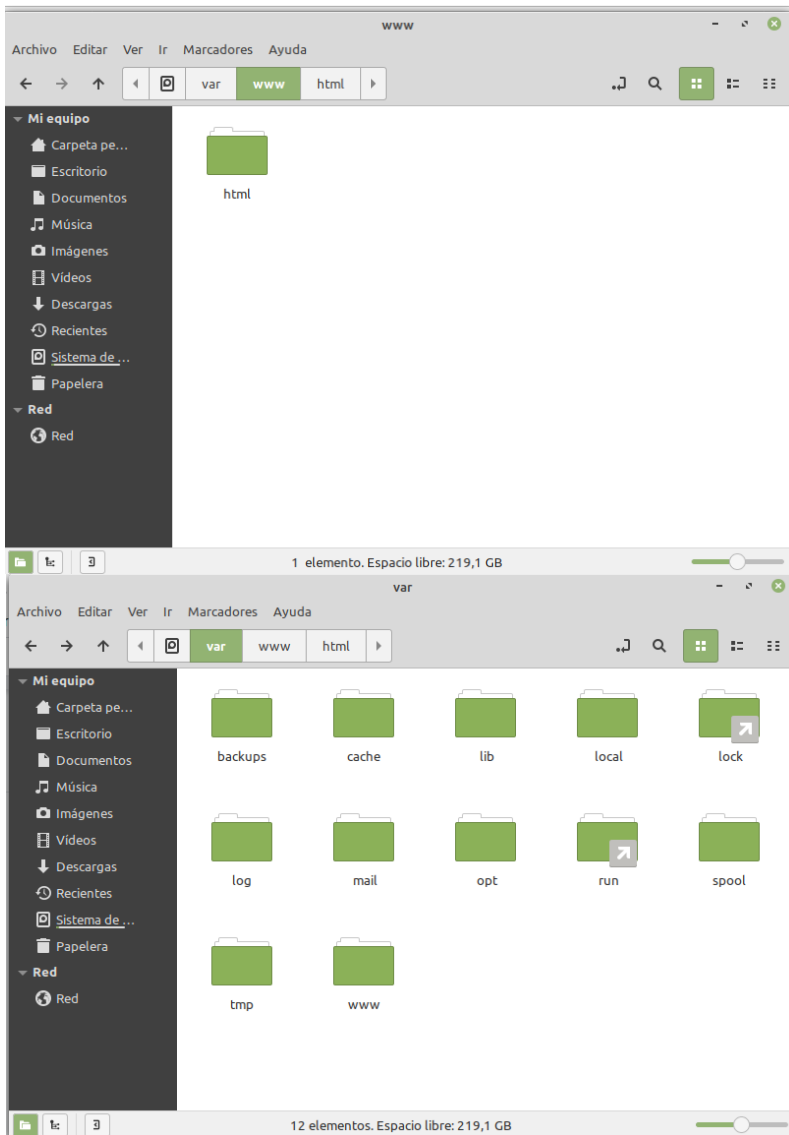 www
Archivo Editar Ver Ir Marcadores Ayuda
var www html
Mi equipo
Carpeta pe...
Escritorio
Documentos
Música
Imágenes
Vídeos
Descargas
Recientes
Sistema de ...
Papelera
Red
Red
html
1 elemento. Espacio libre: 219,1 GB
var
Archivo Editar Ver Ir Marcadores Ayuda
var www html
Mi equipo
Carpeta pe...
Escritorio
Documentos
Música
Imágenes
Vídeos
Descargas
Recientes
Sistema de ...
Papelera
Red
Red
backups cache lib local lock
log mail opt run spool
tmp www
12 elementos. Espacio libre: 219,1 GB